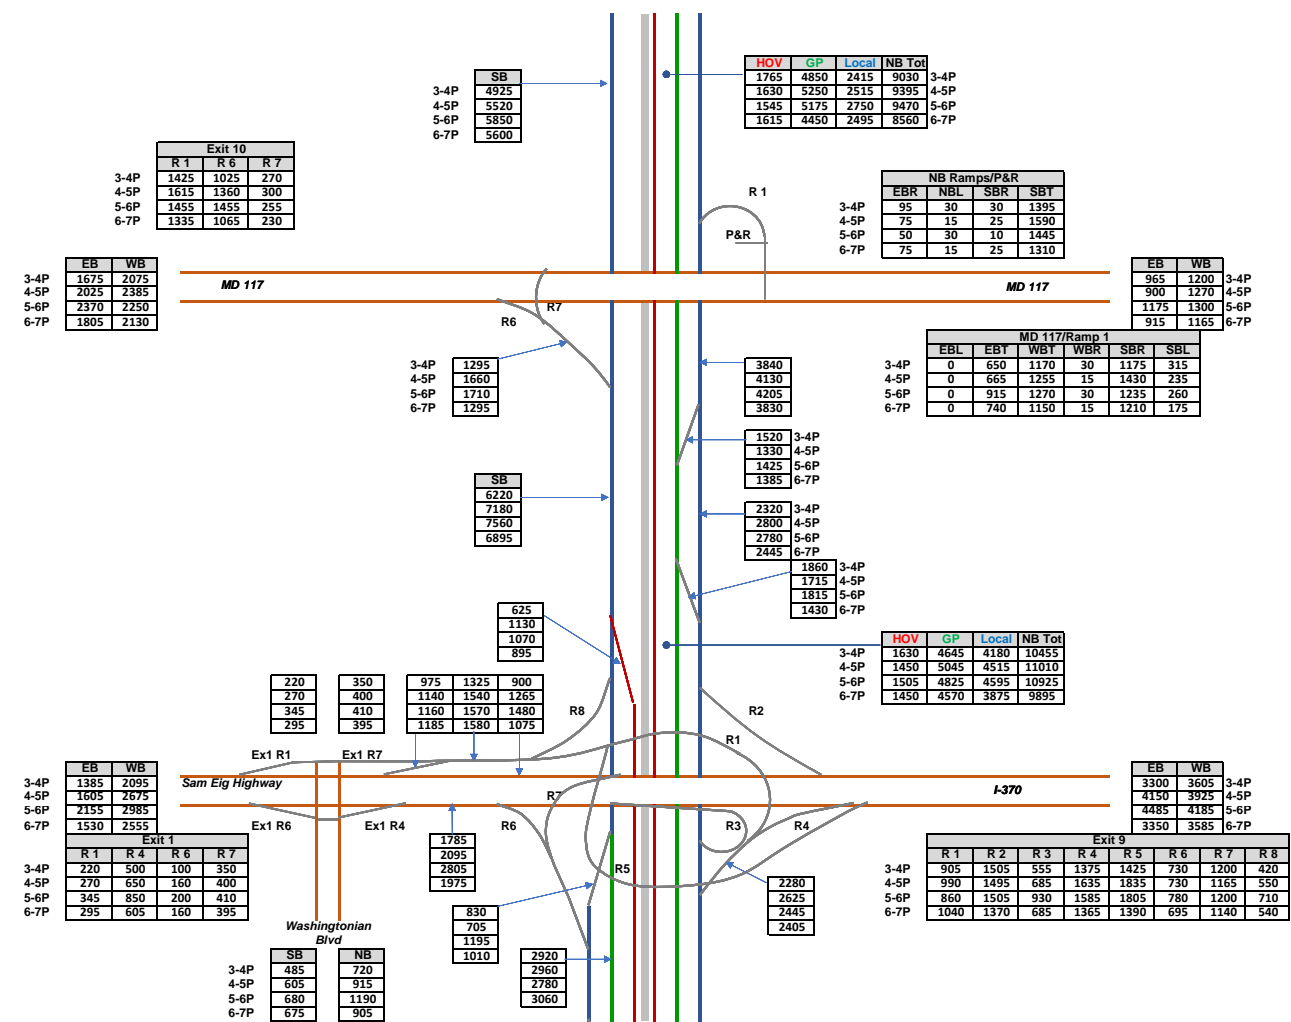 HOV GP Local NB Tot
1765 4850 2415 9030 3-4P
1630 5250 2515 9395 4-5P
1545 5175 2750 9470 5-6P
1615 4450 2495 8560 6-7P
SB
3-4P 4925
4-5P 5520
5-6P 5850
6-7P 5600
Exit 10
R 1 R 6 R 7
3-4P 1425 1025 270
4-5P 1615 1360 300
5-6P 1455 1455 255
6-7P 1335 1065 230
NB Ramps/P&R
EBR NBL SBR SBT
3-4P 95 30 30 1395
4-5P 75 15 25 1590
5-6P 50 30 10 1445
6-7P 75 15 25 1310
R 1
P&R
EB WB
3-4P 1675 2075
4-5P 2025 2385
5-6P 2370 2250
6-7P 1805 2130
MD 117
MD 117
EB WB
965 1200 3-4P
900 1270 4-5P
1175 1300 5-6P
915 1165 6-7P
R7
R6
MD 117/Ramp 1
EBL EBT WBT WBR SBR SBL
3-4P 0 650 1170 30 1175 315
4-5P 0 665 1255 15 1430 235
5-6P 0 915 1270 30 1235 260
6-7P 0 740 1150 15 1210 175
3-4P 1295
4-5P 1660
5-6P 1710
6-7P 1295
3840
4130
4205
3830
1520 3-4P
1330 4-5P
1425 5-6P
1385 6-7P
SB
6220
7180
7560
6895
2320 3-4P
2800 4-5P
2780 5-6P
2445 6-7P
1860 3-4P
1715 4-5P
1815 5-6P
1430 6-7P
625
1130
1070
895
HOV GP Local NB Tot
3-4P 1630 4645 4180 10455
4-5P 1450 5045 4515 11010
5-6P 1505 4825 4595 10925
6-7P 1450 4570 3875 9895
220
270
345
295
350
400
410
395
975 1325 900
1140 1540 1265
1160 1570 1480
1185 1580 1075
R8
R2
R1
Ex1 R1
Ex1 R7
EB WB
3-4P 1385 2095
4-5P 1605 2675
5-6P 2155 2985
6-7P 1530 2555
Sam Eig Highway
I-370
EB WB
3300 3605 3-4P
4150 3925 4-5P
4485 4185 5-6P
3350 3585 6-7P
R7
Ex1 R6
Ex1 R4
R6
R3
R4
R5
Exit 1
R 1 R 4 R 6 R 7
3-4P 220 500 100 350
4-5P 270 650 160 400
5-6P 345 850 200 410
6-7P 295 605 160 395
1785
2095
2805
1975
Exit 9
R 1 R 2 R 3 R 4 R 5 R 6 R 7 R 8
3-4P 905 1505 555 1375 1425 730 1200 420
4-5P 990 1495 685 1635 1835 730 1165 550
5-6P 860 1505 930 1585 1805 780 1200 710
6-7P 1040 1370 685 1365 1390 695 1140 540
2280
2625
2445
2405
830
705
1195
1010
Washingtonian
Blvd
SB NB
3-4P 485 720
4-5P 605 915
5-6P 680 1190
6-7P 675 905
2920
2960
2780
3060